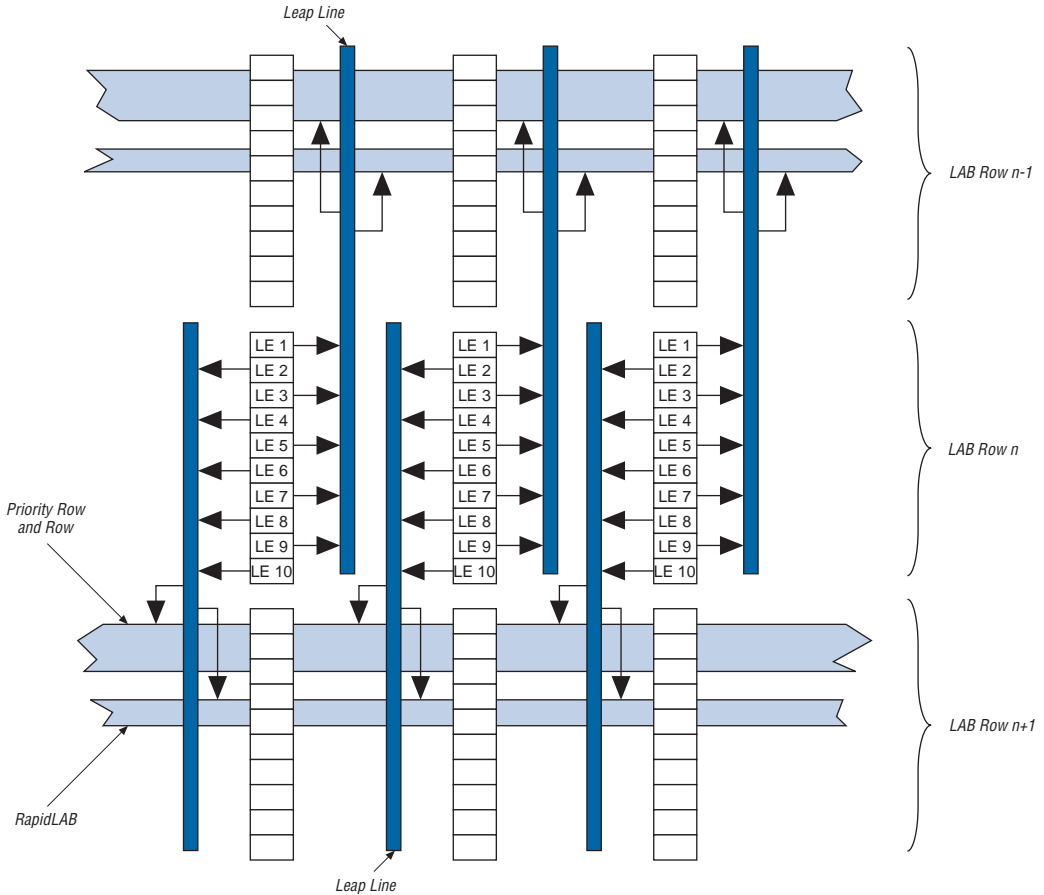 Leap Line
LAB Row n-1
LE 1 LE 1 LE 1
LE 2 LE 2 LE 2
LE 3 LE 3 LE 3
LE 4 LE 4 LE 4
LE 5 LE 5 LE 5
LE 6 LE 6 LE 6
LE 7 LE 7 LE 7
LE 8 LE 8 LE 8
LE 9 LE 9 LE 9
LE 10 LE 10 LE 10
LAB Row n
Priority Row
and Row
LAB Row n+1
RapidLAB
Leap Line